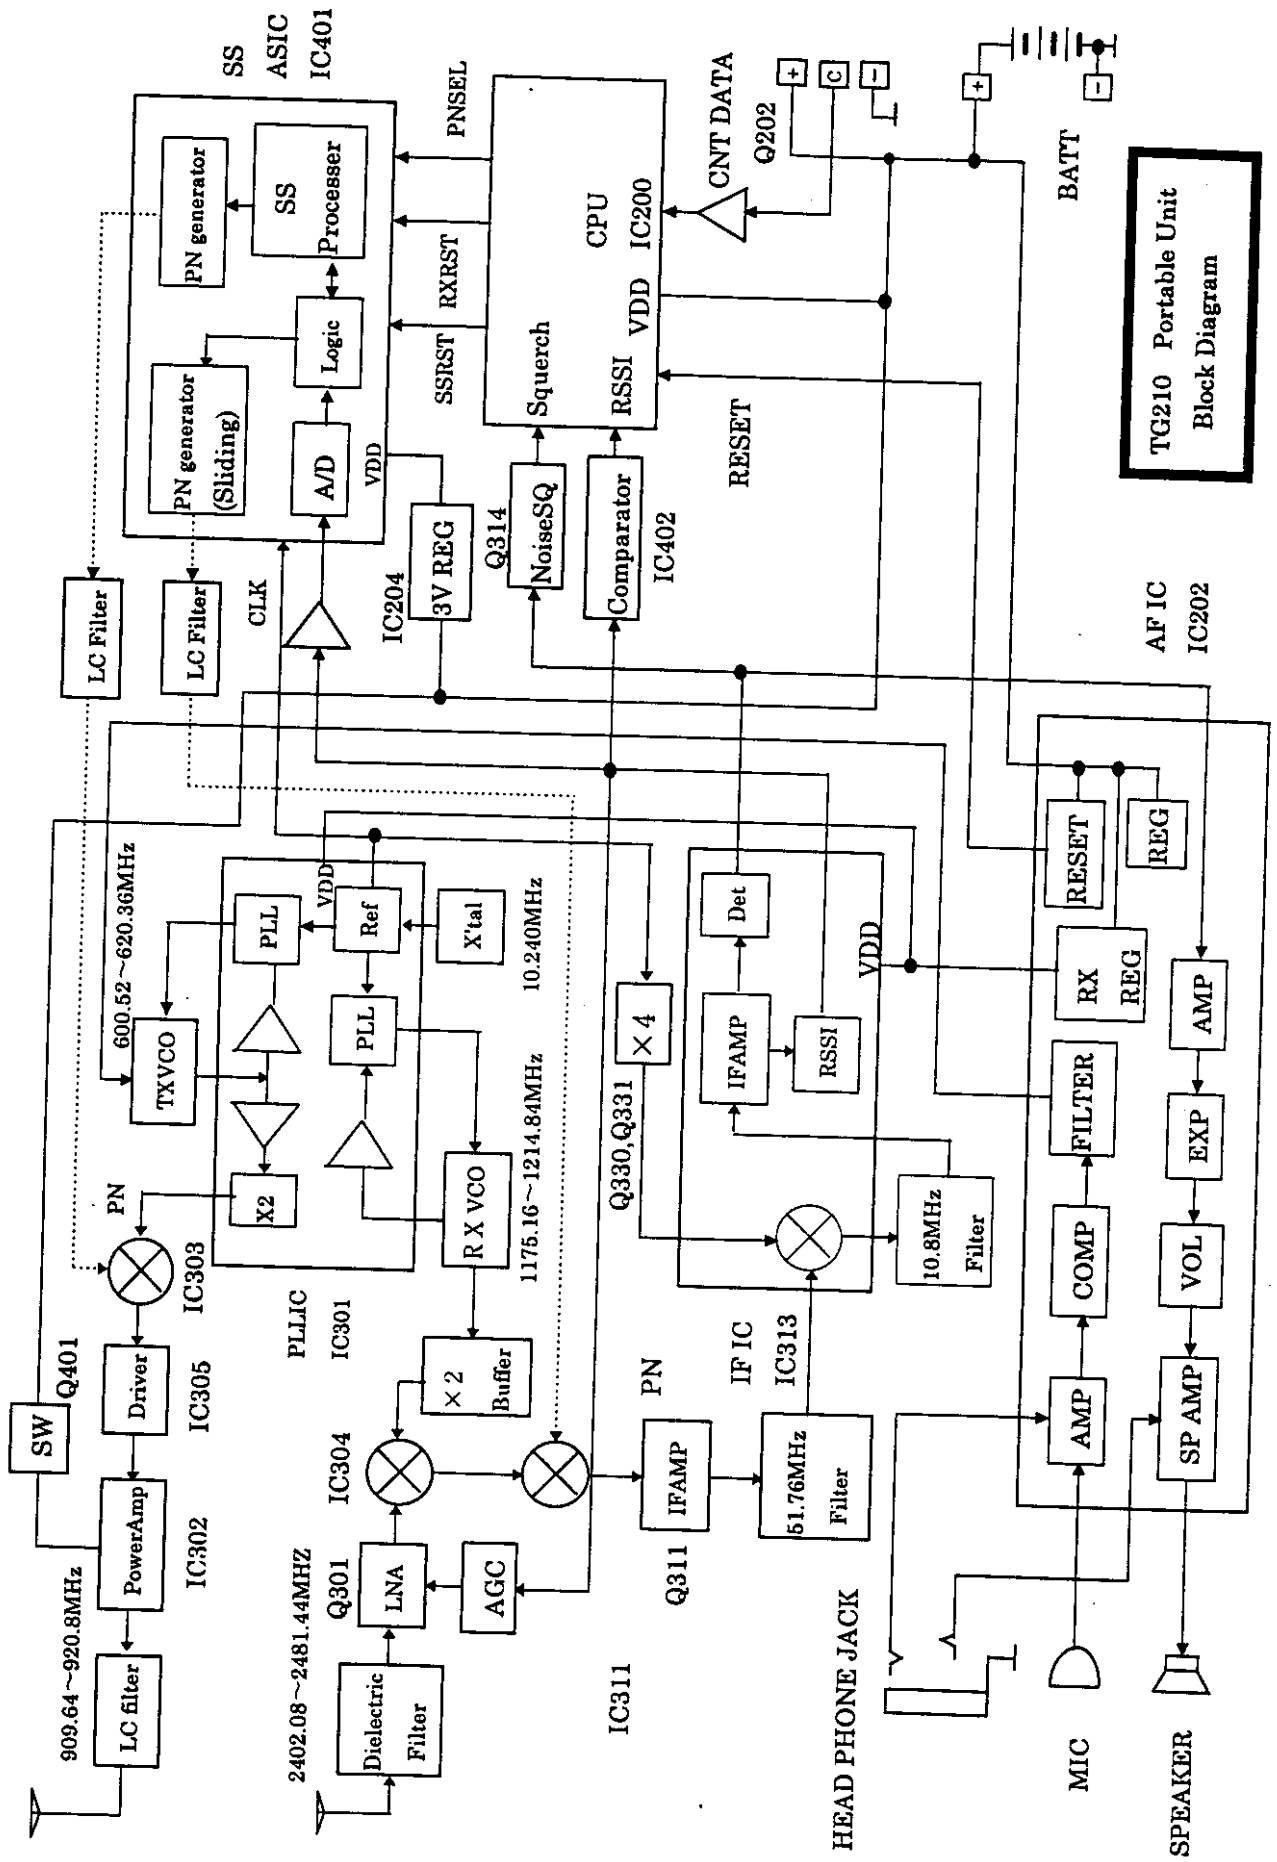 909.64～920.8MHz
LC filter
PowerAmp
IC302
SW
Q401
Driver
IC305
IC303
PN
TXVCO
600.52～620.36MHz
LC Filter
LC Filter
CLK
PN generator
PN generator
(Sliding)
SS
Processer
Logic
A/D
VDD
SS
ASIC
IC401
2402.08～2481.44MHZ
Dielectric
Filter
Q301
LNA
AGC
IC304
IC311
×2
Buffer
PLLIC
IC301
X2
PLL
PLL
Ref
VDD
X'tal
10.240MHz
R X VCO
1175.16～1214.84MHz
IC204
3V REG
SSRST
RXRST
PNSEL
Q314
NoiseSQ
Comparator
IC402
Squerch
RSSI
VDD
CPU
IC200
RESET
CNT DATA
Q202
+
C
-
+
-
BATT
Q311
IFAMP
PN
51.76MHz
Filter
IF IC
IC313
Q330,Q331
×4
10.8MHz
Filter
IFAMP
Det
RSSI
VDD
HEAD PHONE JACK
MIC
SPEAKER
AMP
COMP
FILTER
RX
REG
RESET
REG
SP AMP
VOL
EXP
AMP
AF IC
IC202
TG210 Portable Unit
Block Diagram